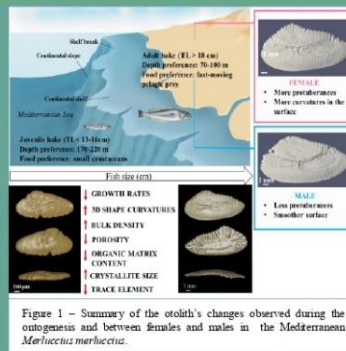 Shelf break
Continental slope
Adult hake (TL > 18 cm)
Depth preference: 70-100 m
Food preference: fast-moving
pelagic prey
Continental shelf
Mediterranean Sea
Juvenile hake (TL< 13-16cm)
Depth preference: 170-220 m
Food preference: small crustaceans
FEMALE
• More protuberances
• More curvatures in the
surface
MALE
• Less protuberances
• Smoother surface
Fish size (cm)
GROWTH RATES
3D SHAPE CURVATURES
BULK DENSITY
POROSITY
ORGANIC MATRIX
CONTENT
CRYSTALLITE SIZE
TRACE ELEMENT
Figure 1 – Summary of the otolith's changes observed during the
ontogenesis and between females and males in the Mediterranean
Merluccius merluccius.